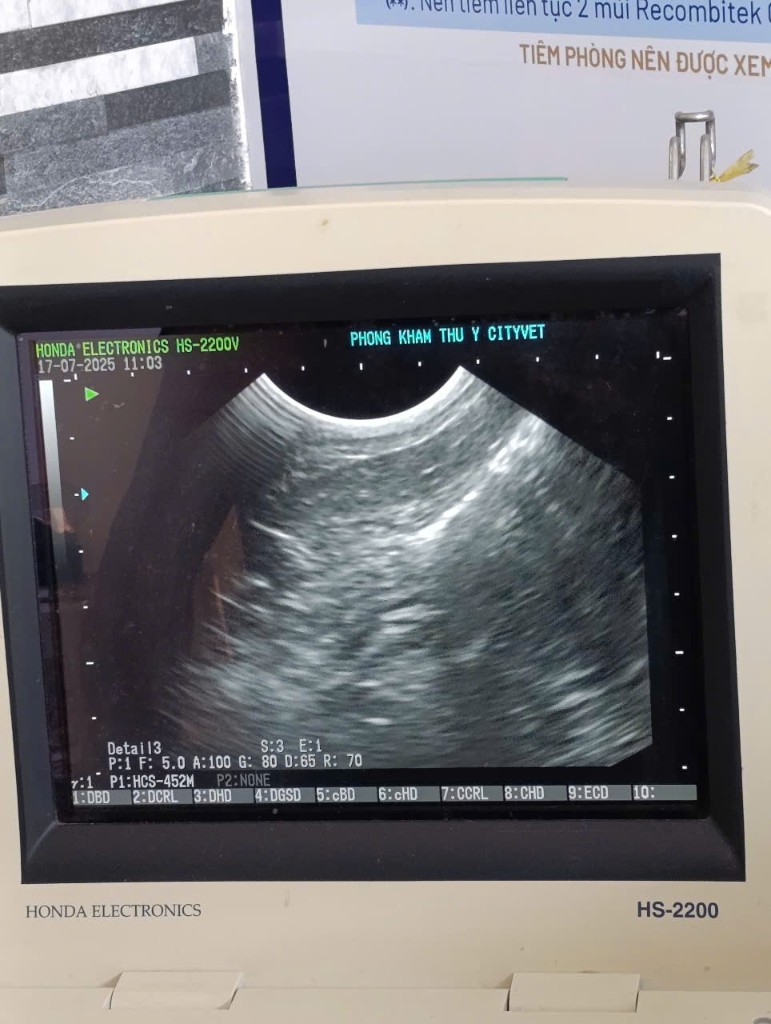 (**). Nên tiêm liên tục 2 mũi Recombitek
TIÊM PHÒNG NÊN ĐƯỢC XEM
HONDA ELECTRONICS HS-2200V
PHONG KHAM THU Y CITYVET
17-07-2025 11:03
Detail3 S:3 E:1
P:1 F: 5.0 A:100 G: 80 D:65 R: 70
γ:1 P1:HCS-452M P2:NONE
1:DBD 2:DCRL 3:DHD 4:DGSD 5:cBD 6:cHD 7:CCRL 8:CHD 9:ECD 10:
HONDA ELECTRONICS
HS-2200